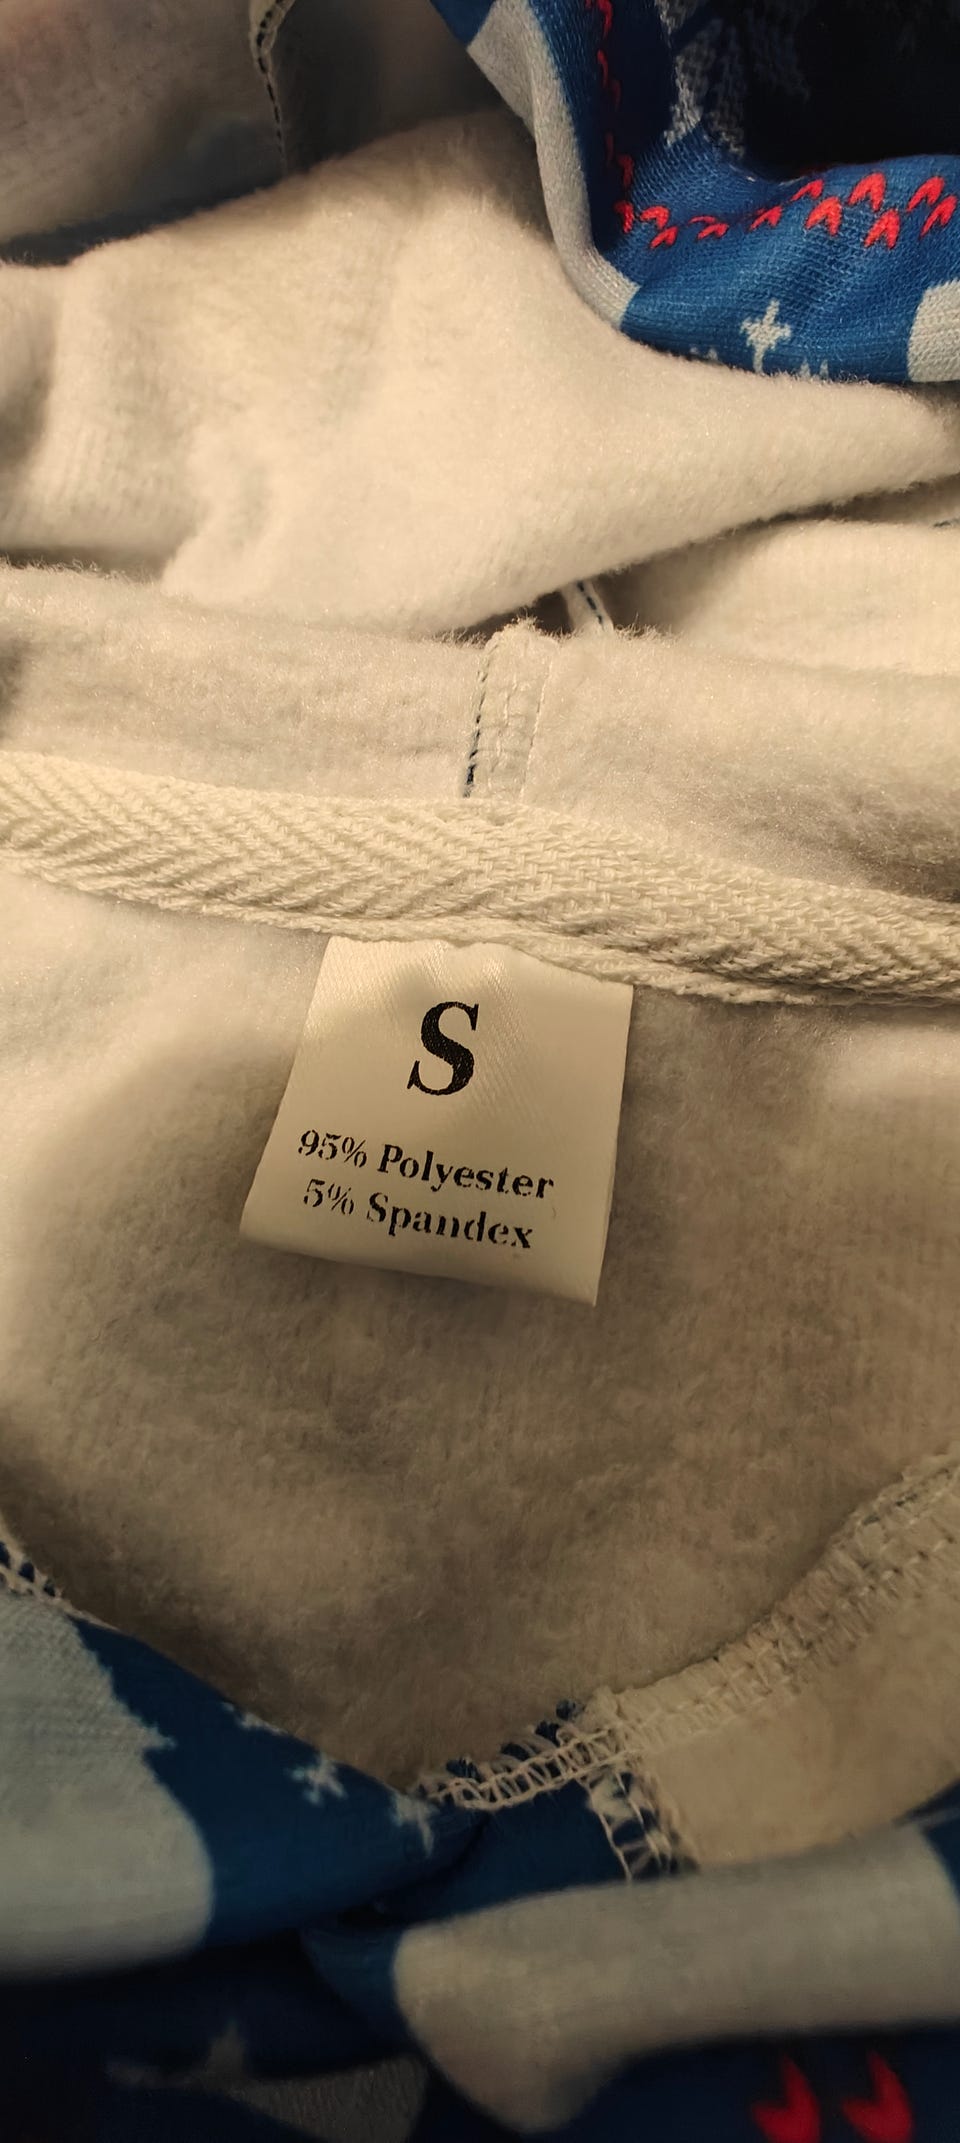 S
95% Polyester
5% Spandex